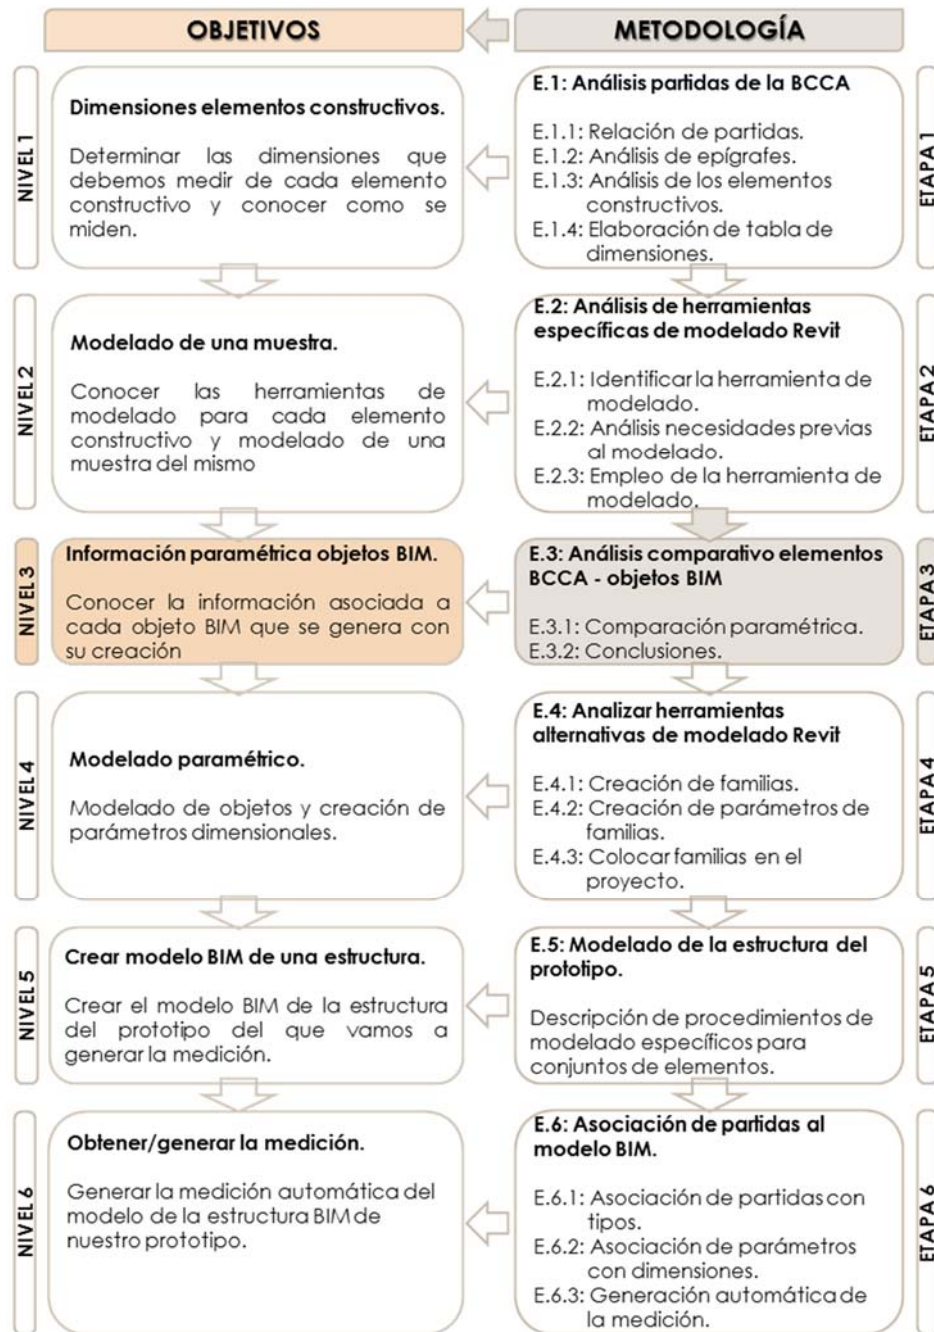 OBJETIVOS
METODOLOGÍA
NIVEL 1
Dimensiones elementos constructivos.
Determinar las dimensiones que
debemos medir de cada elemento
constructivo y conocer como se
miden.
E.1: Análisis partidas de la BCCA
E.1.1: Relación de partidas.
E.1.2: Análisis de epígrafes.
E.1.3: Análisis de los elementos
constructivos.
E.1.4: Elaboración de tabla de
dimensiones.
ETAPA 1
NIVEL 2
Modelado de una muestra.
Conocer las herramientas de
modelado para cada elemento
constructivo y modelado de una
muestra del mismo
E.2: Análisis de herramientas
específicas de modelado Revit
E.2.1: Identificar la herramienta de
modelado.
E.2.2: Análisis necesidades previas
al modelado.
E.2.3: Empleo de la herramienta de
modelado.
ETAPA 2
NIVEL 3
Información paramétrica objetos BIM.
Conocer la información asociada a
cada objeto BIM que se genera con
su creación
E.3: Análisis comparativo elementos
BCCA - objetos BIM
E.3.1: Comparación paramétrica.
E.3.2: Conclusiones.
ETAPA 3
NIVEL 4
Modelado paramétrico.
Modelado de objetos y creación de
parámetros dimensionales.
E.4: Analizar herramientas
alternativas de modelado Revit
E.4.1: Creación de familias.
E.4.2: Creación de parámetros de
familias.
E.4.3: Colocar familias en el
proyecto.
ETAPA 4
NIVEL 5
Crear modelo BIM de una estructura.
Crear el modelo BIM de la estructura
del prototipo del que vamos a
generar la medición.
E.5: Modelado de la estructura del
prototipo.
Descripción de procedimientos de
modelado específicos para
conjuntos de elementos.
ETAPA 5
NIVEL 6
Obtener/generar la medición.
Generar la medición automática del
modelo de la estructura BIM de
nuestro prototipo.
E.6: Asociación de partidas al
modelo BIM.
E.6.1: Asociación de partidas con
tipos.
E.6.2: Asociación de parámetros
con dimensiones.
E.6.3: Generación automática de
la medición.
ETAPA 6